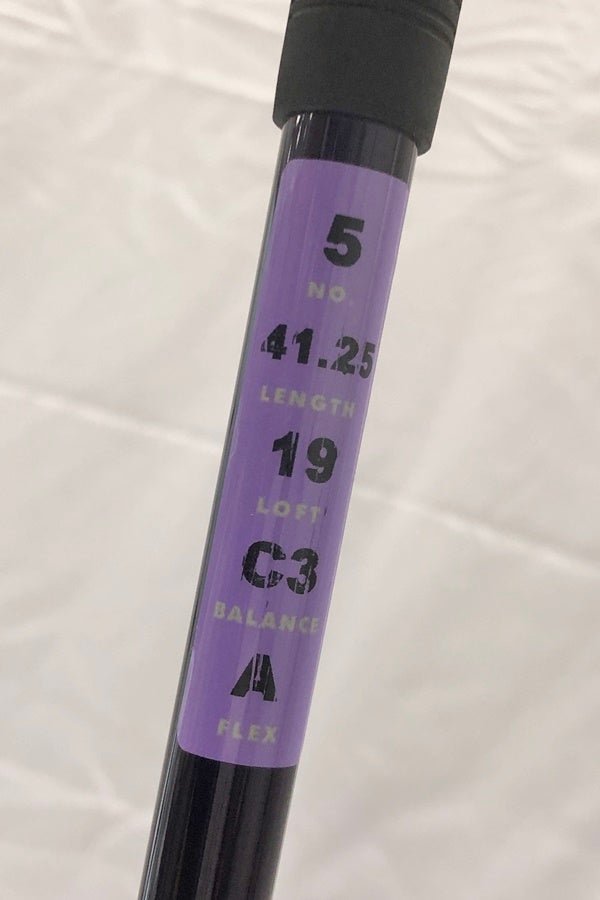 5
NO.
41.25
LENGTH
19
LOFT
C3
BALANCE
A
FLEX